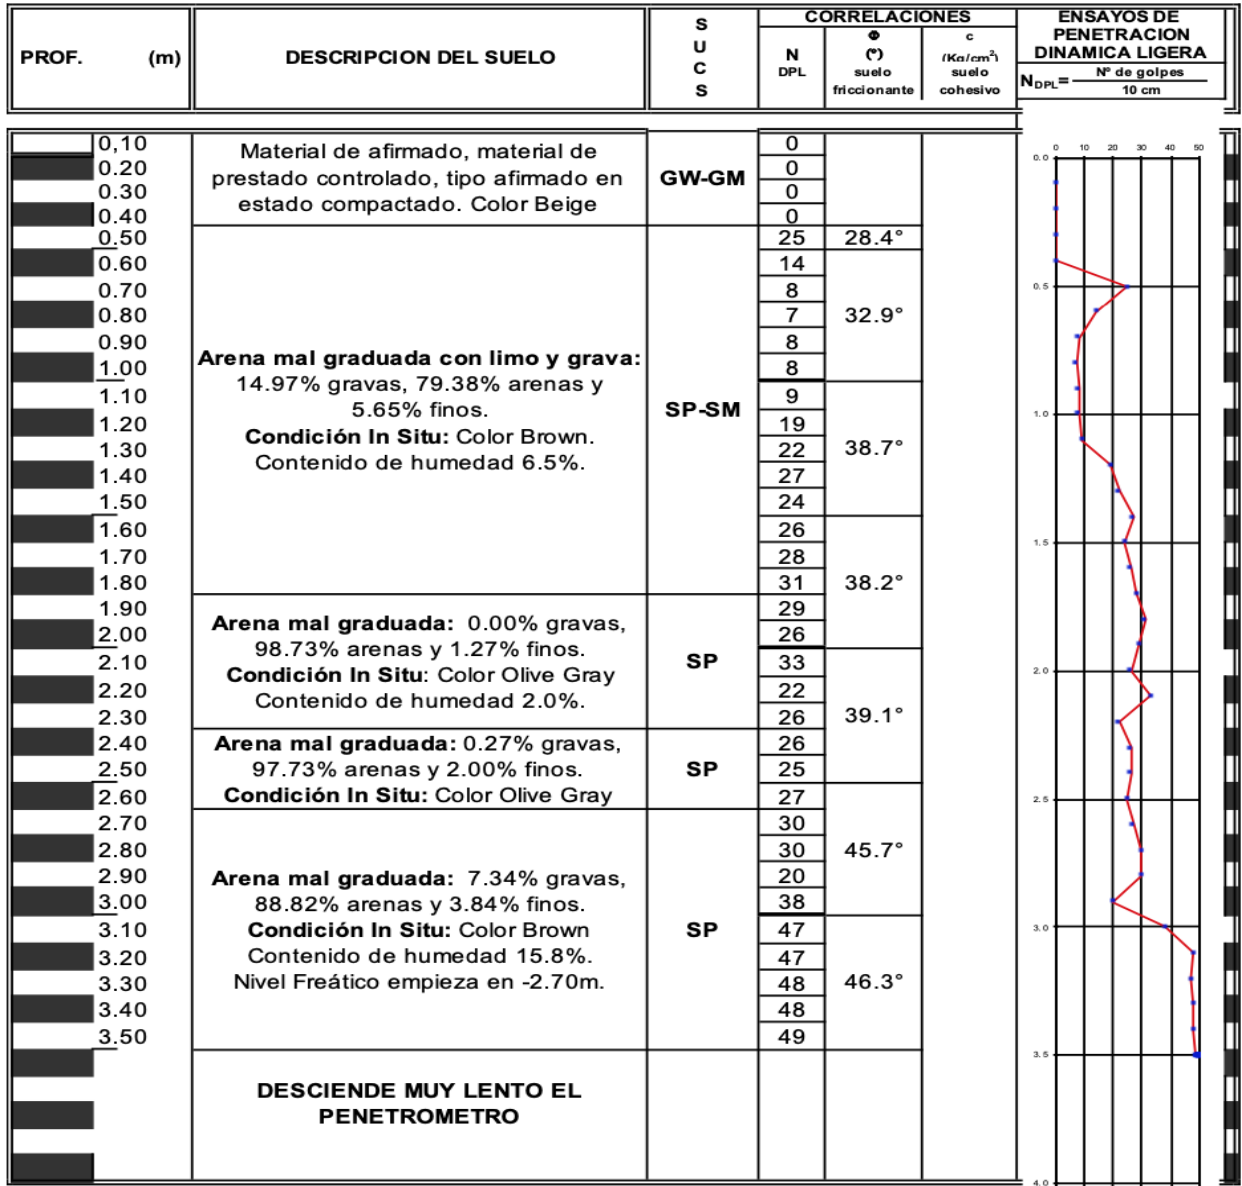 PROF. (m)
DESCRIPCION DEL SUELO
S
U
C
S
CORRELACIONES
N
DPL
Φ
(°)
suelo
friccionante
c
(Kg/cm²)
suelo
cohesivo
ENSAYOS DE
PENETRACION
DINAMICA LIGERA
N DPL= Nº de golpes
10 cm
0,10
0.20
0.30
0.40
0.50
0.60
0.70
0.80
0.90
1.00
1.10
1.20
1.30
1.40
1.50
1.60
1.70
1.80
1.90
2.00
2.10
2.20
2.30
2.40
2.50
2.60
2.70
2.80
2.90
3.00
3.10
3.20
3.30
3.40
3.50
Material de afirmado, material de
prestado controlado, tipo afirmado en
estado compactado. Color Beige
GW-GM
Arena mal graduada con limo y grava:
14.97% gravas, 79.38% arenas y
5.65% finos.
Condición In Situ: Color Brown.
Contenido de humedad 6.5%.
SP-SM
Arena mal graduada: 0.00% gravas,
98.73% arenas y 1.27% finos.
Condición In Situ: Color Olive Gray
Contenido de humedad 2.0%.
SP
Arena mal graduada: 0.27% gravas,
97.73% arenas y 2.00% finos.
Condición In Situ: Color Olive Gray
SP
Arena mal graduada: 7.34% gravas,
88.82% arenas y 3.84% finos.
Condición In Situ: Color Brown
Contenido de humedad 15.8%.
Nivel Freático empieza en -2.70m.
SP
DESCIENDE MUY LENTO EL
PENETROMETRO
0
0
0
0
25
14
8
7
8
8
9
19
22
27
24
26
28
31
29
26
33
22
26
26
25
27
30
30
20
38
47
47
48
48
49
28.4°
32.9°
38.7°
38.2°
39.1°
45.7°
46.3°
0 10 20 30 40 50
0.0
0.5
1.0
1.5
2.0
2.5
3.0
3.5
4.0